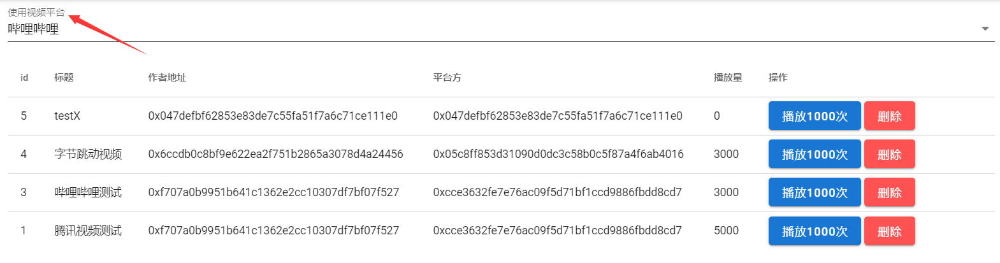 使用视频平台
哔哩哔哩
id 标题 作者地址 平台方 播放量 操作
5 testX 0x047defbf62853e83de7c55fa51f7a6c71ce111e0 0x047defbf62853e83de7c55fa51f7a6c71ce111e0 0 播放1000次 删除
4 字节跳动视频 0x6ccdb0c8bf9e622ea2f751b2865a3078d4a24456 0x05c8ff853d31090d0dc3c58b0c5f87a4f6ab4016 3000 播放1000次 删除
3 哔哩哔哩测试 0xf707a0b9951b641c1362e2cc10307df7bf07f527 0xcce3632fe7e76ac09f5d71bf1ccd9886fbdd8cd7 3000 播放1000次 删除
1 腾讯视频测试 0xf707a0b9951b641c1362e2cc10307df7bf07f527 0xcce3632fe7e76ac09f5d71bf1ccd9886fbdd8cd7 5000 播放1000次 删除